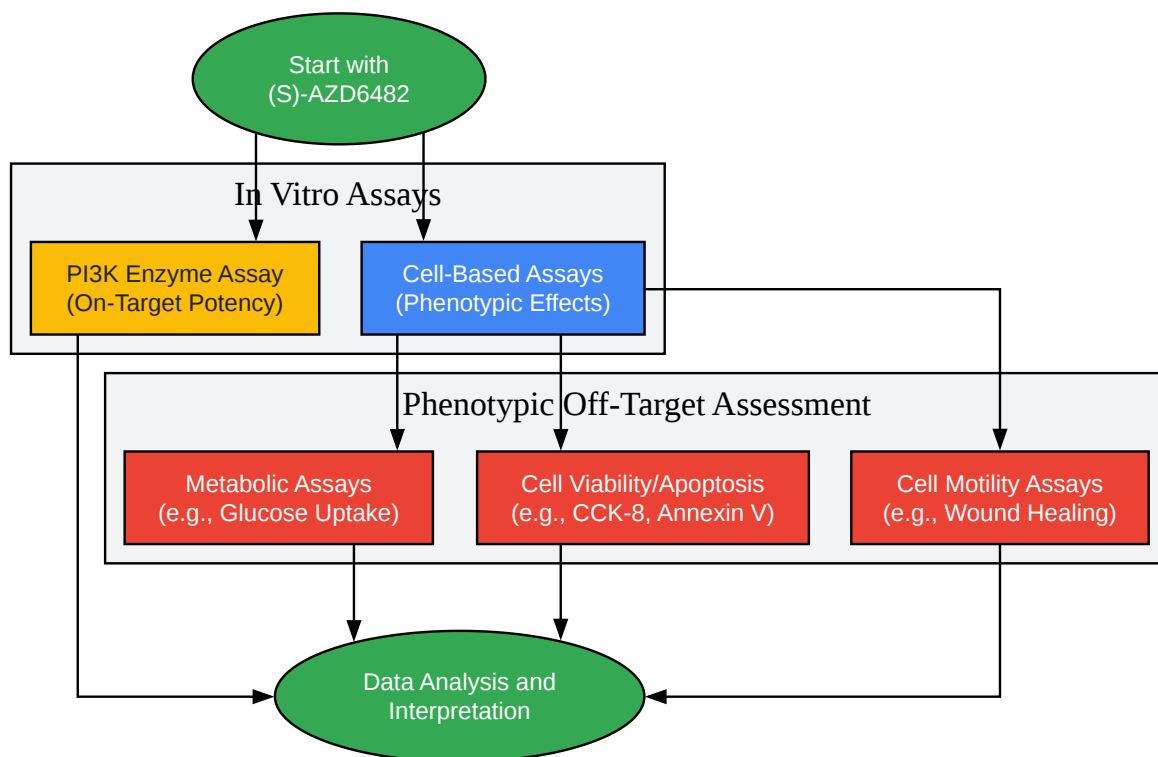 Start with
(S)-AZD6482
In Vitro Assays
PI3K Enzyme Assay
(On-Target Potency)
Cell-Based Assays
(Phenotypic Effects)
Phenotypic Off-Target Assessment
Metabolic Assays
(e.g., Glucose Uptake)
Cell Viability/Apoptosis
(e.g., CCK-8, Annexin V)
Cell Motility Assays
(e.g., Wound Healing)
Data Analysis and
Interpretation